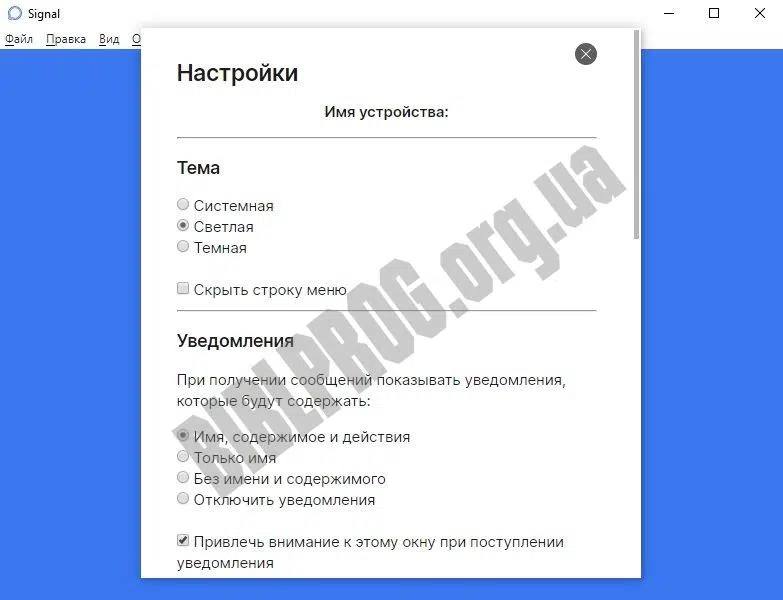 Signal
Файл Правка Вид О
Настройки
Имя устройства:
Тема
Системная
Светлая
Темная
Скрыть строку меню
Уведомления
При получении сообщений показывать уведомления,
которые будут содержать:
Имя, содержимое и действия
Только имя
Без имени и содержимого
Отключить уведомления
Привлечь внимание к этому окну при поступлении
уведомления
BIBLPROG.org.ua